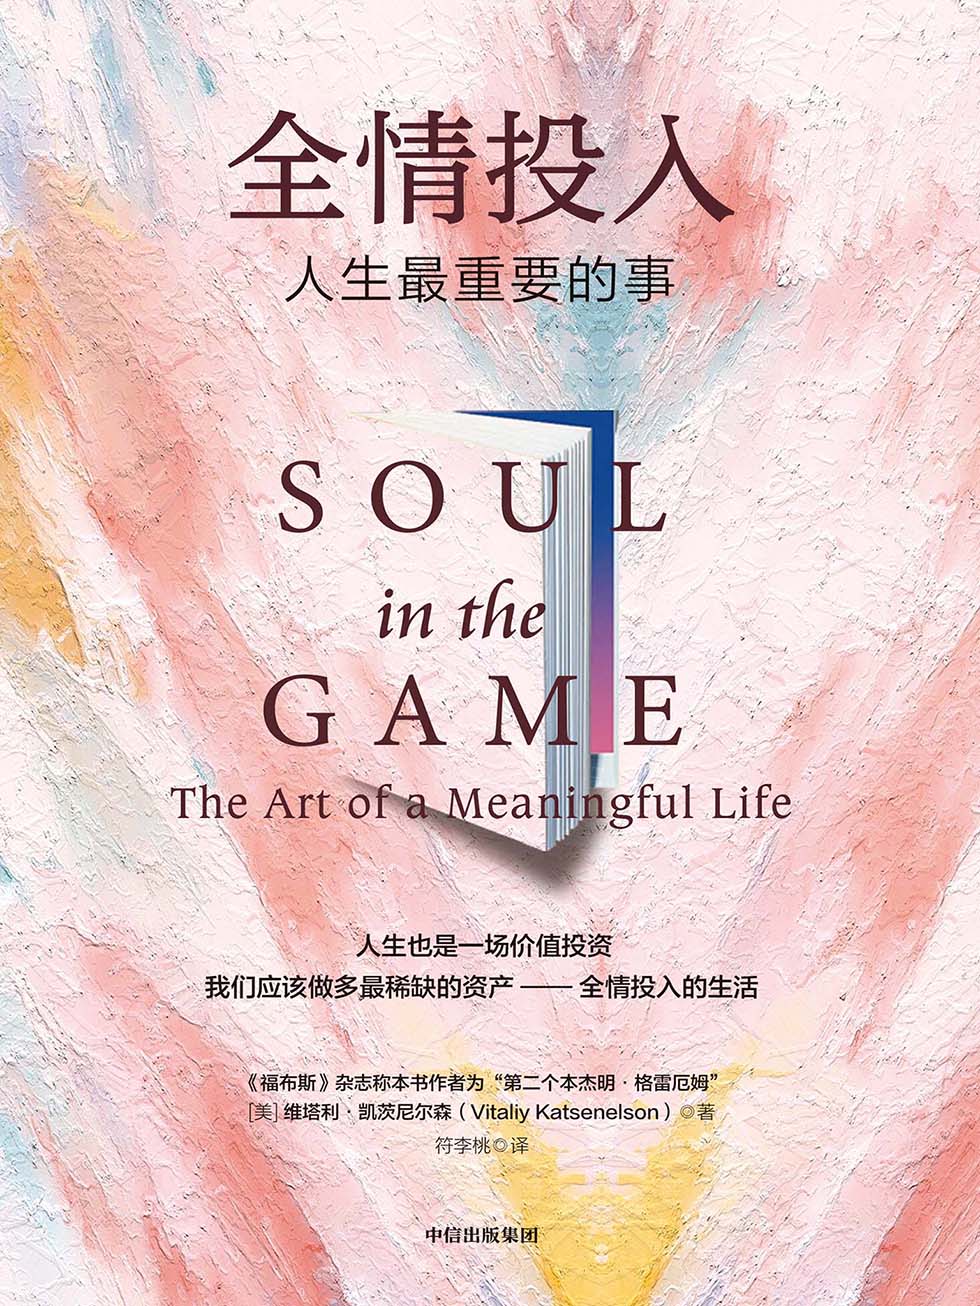 全情投入
人生最重要的事
SOUL
in the
GAME
The Art of a Meaningful Life
人生也是一场价值投资
我们应该做多最稀缺的资产 —— 全情投入的生活
《福布斯》杂志称本书作者为“第二个本杰明·格雷厄姆”
[美] 维塔利·凯茨尼尔森（Vitaliy Katsenelson）◎著
符李桃◎译
中信出版集团